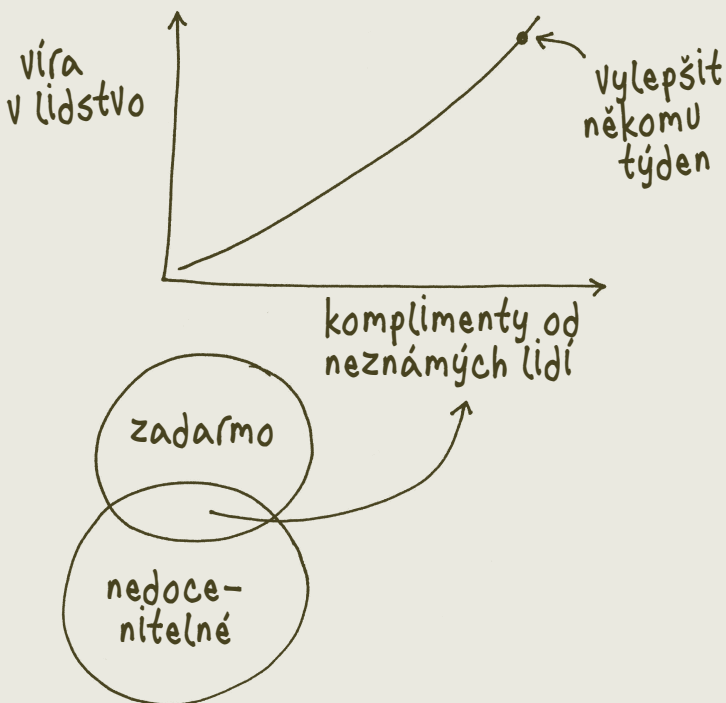 víra
v lidstvo
vylepšit
někomu
týden
komplimenty od
neznámých lidí
zadarmo
nedoce-
nitelné